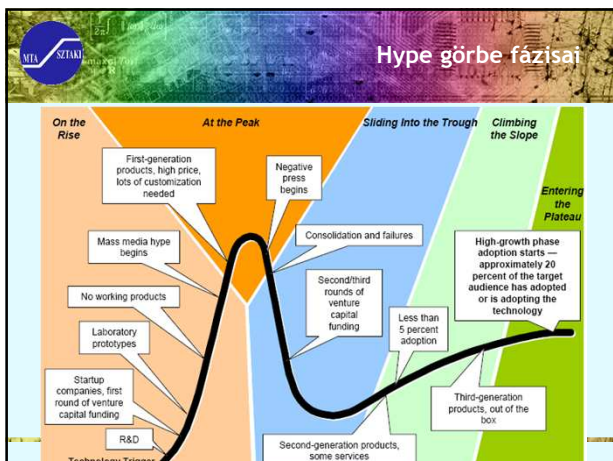 MTA
SZTAKI
Hype görbe fázisai
On the
Rise
At the Peak
Sliding Into the Trough
Climbing
the Slope
Entering
the
Plateau
First-generation
products, high price,
lots of customization
needed
Negative
press
begins
Mass media hype
begins
Consolidation and failures
High-growth phase
adoption starts —
approximately 20
percent of the target
audience has adopted
or is adopting the
technology
No working products
Second/third
rounds of
venture
capital
funding
Less than
5 percent
adoption
Laboratory
prototypes
Startup
companies, first
round of venture
capital funding
Third-generation
products, out of the
box
R&D
Second-generation products,
some services
Technology Trigger